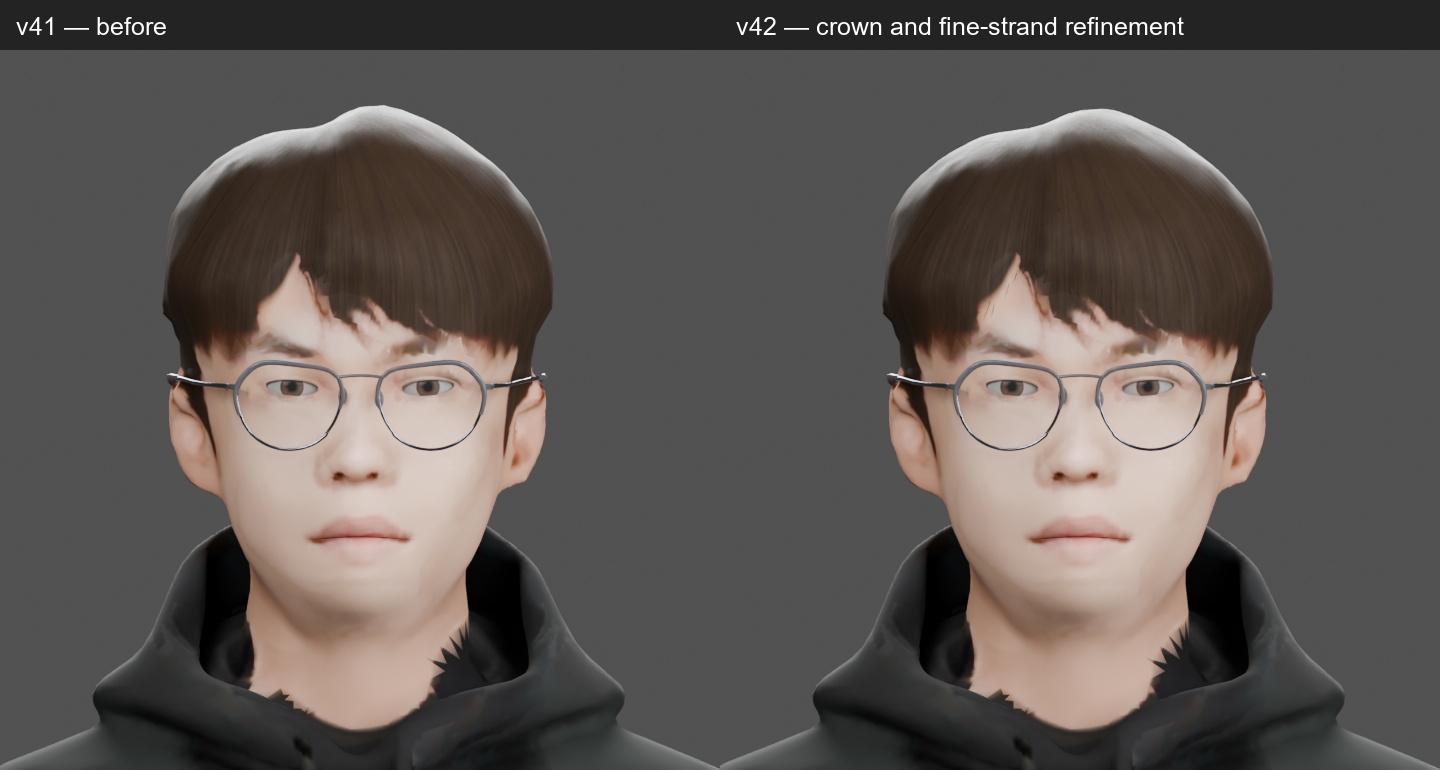 v41 — before
v42 — crown and fine-strand refinement